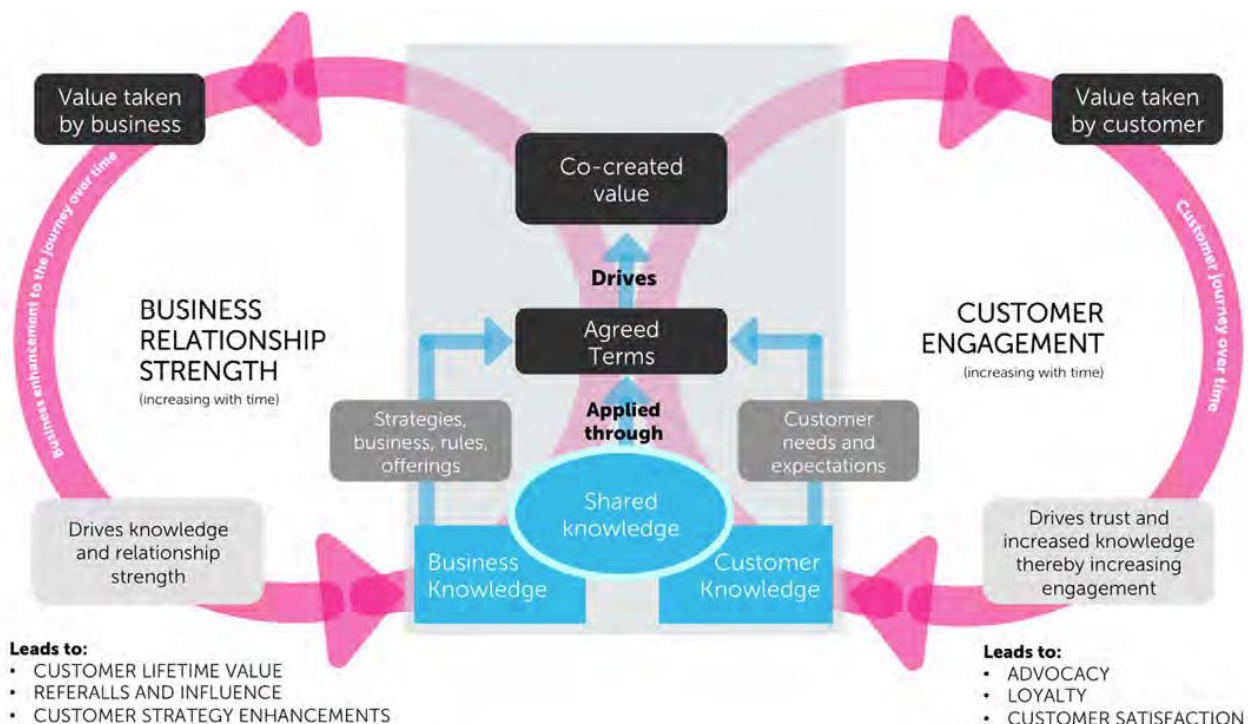 Value taken
by business
Value taken
by customer
Co-created
value
Drives
Business enhancement to the journey over time
Customer journey over time
BUSINESS
RELATIONSHIP
STRENGTH
(increasing with time)
Agreed
Terms
CUSTOMER
ENGAGEMENT
(increasing with time)
Strategies,
business, rules,
offerings
Applied
through
Customer
needs and
expectations
Shared
knowledge
Drives knowledge
and relationship
strength
Business
Knowledge
Customer
Knowledge
Drives trust and
increased knowledge
thereby increasing
engagement
Leads to:
• CUSTOMER LIFETIME VALUE
• REFERALLS AND INFLUENCE
• CUSTOMER STRATEGY ENHANCEMENTS
Leads to:
• ADVOCACY
• LOYALTY
• CUSTOMER SATISFACTION